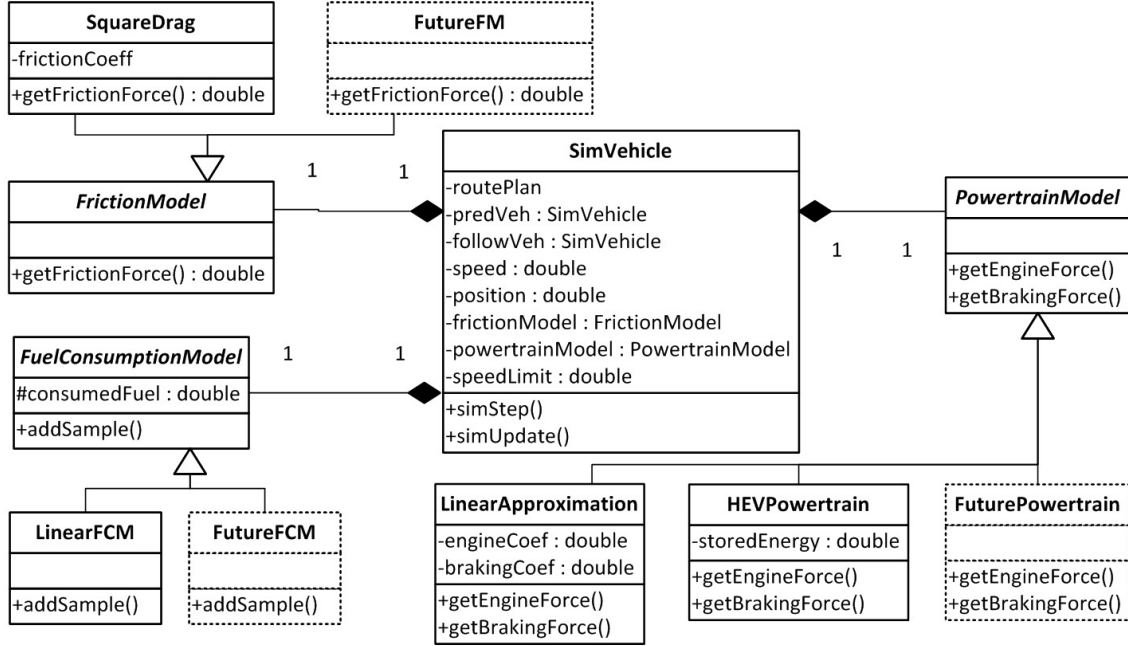 SquareDrag
-frictionCoeff
+getFrictionForce() : double
FutureFM
+getFrictionForce() : double
FrictionModel
+getFrictionForce() : double
1
1
SimVehicle
-routePlan
-predVeh : SimVehicle
-followVeh : SimVehicle
-speed : double
-position : double
-frictionModel : FrictionModel
-powertrainModel : PowertrainModel
-speedLimit : double
+simStep()
+simUpdate()
1
1
PowertrainModel
+getEngineForce()
+getBrakingForce()
FuelConsumptionModel
#consumedFuel : double
+addSample()
1
1
LinearFCM
+addSample()
FutureFCM
+addSample()
LinearApproximation
-engineCoef : double
-brakingCoef : double
+getEngineForce()
+getBrakingForce()
HEVPowertrain
-storedEnergy : double
+getEngineForce()
+getBrakingForce()
FuturePowertrain
+getEngineForce()
+getBrakingForce()